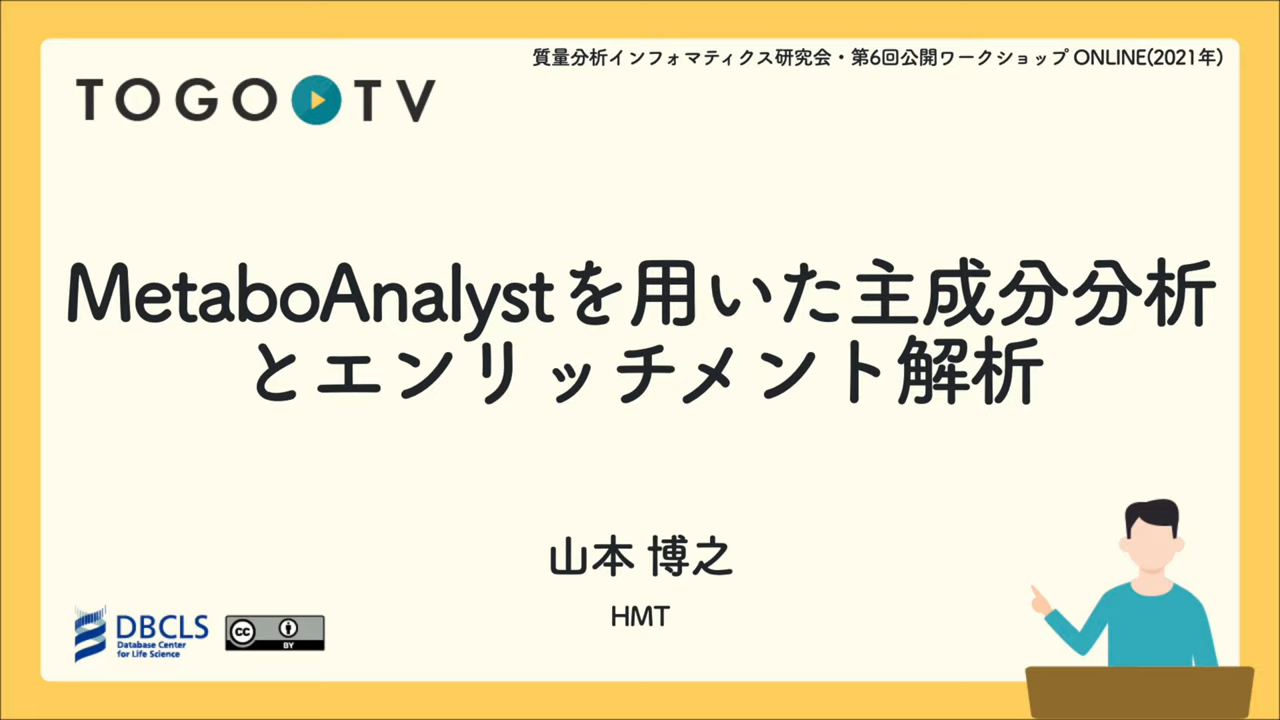 質量分析インフォマティクス研究会・第6回公開ワークショップ ONLINE(2021年)
TOGO TV
MetaboAnalystを用いた主成分分析
とエンリッチメント解析
山本 博之
HMT
DBCLS
Database Center
for Life Science
cc
BY